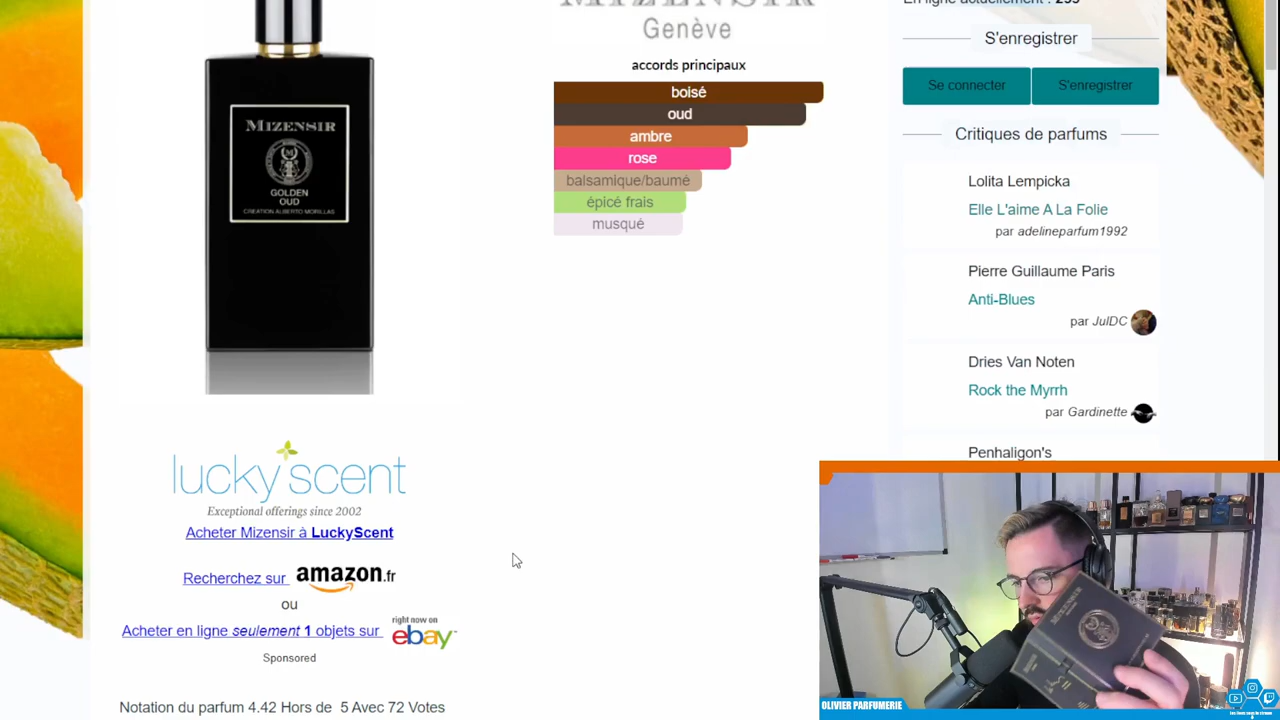 MIZENSIR
Genève
accords principaux
boisé
oud
ambre
rose
balsamique/baumé
épicé frais
musqué
MIZENSIR
GOLDEN
OUD
CREATION ALBERTO MORILLAS
lucky scent
Exceptional offerings since 2002
Acheter Mizensir à LuckyScent
Recherchez sur amazon.fr
ou
Acheter en ligne seulement 1 objets sur right now on ebay
Sponsored
Notation du parfum 4.42 Hors de 5 Avec 72 Votes
S'enregistrer
Se connecter
S'enregistrer
Critiques de parfums
Lolita Lempicka
Elle L'aime A La Folie
par adelineparfum1992
Pierre Guillaume Paris
Anti-Blues
par JulDC
Dries Van Noten
Rock the Myrrh
par Gardinette
Penhaligon's
MIZENSIR
OLIVIER PARFUMERIE